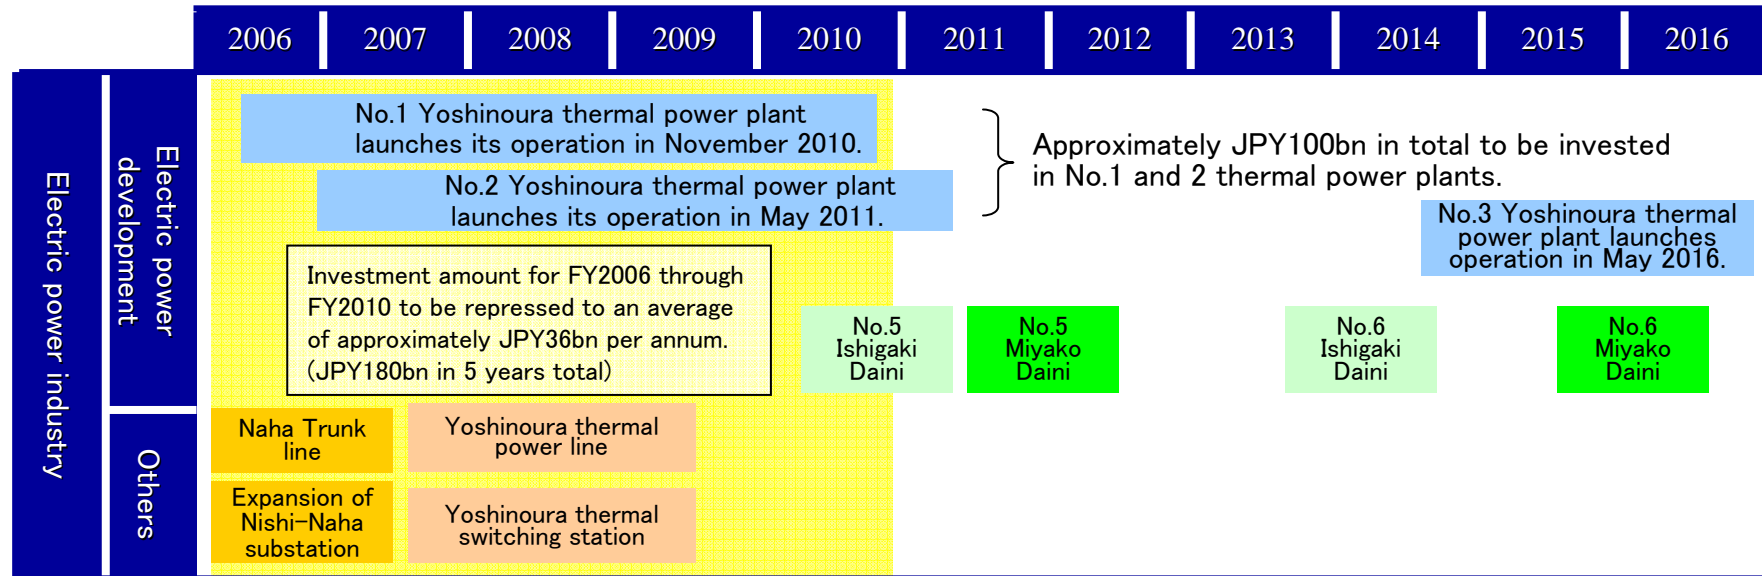 2006 2007 2008 2009 2010 2011 2012 2013 2014 2015 2016
Electric power industry
Electric power
development
No.1 Yoshinoura thermal power plant
launches its operation in November 2010.
No.2 Yoshinoura thermal power plant
launches its operation in May 2011.
Approximately JPY100bn in total to be invested
in No.1 and 2 thermal power plants.
No.3 Yoshinoura thermal
power plant launches
operation in May 2016.
Investment amount for FY2006 through
FY2010 to be repressed to an average
of approximately JPY36bn per annum.
(JPY180bn in 5 years total)
No.5
Ishigaki
Daini
No.5
Miyako
Daini
No.6
Ishigaki
Daini
No.6
Miyako
Daini
Others
Naha Trunk
line
Yoshinoura thermal
power line
Expansion of
Nishi-Naha
substation
Yoshinoura thermal
switching station